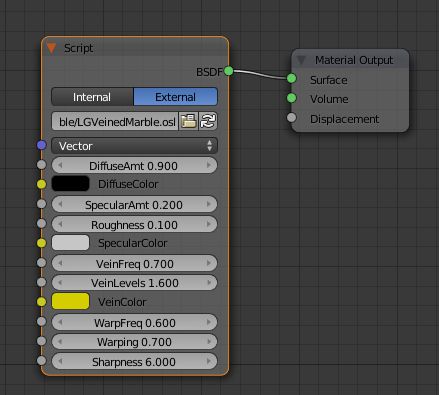 Script
BSDF
Internal External
ble/LGVeinedMarble.osl
Vector
DiffuseAmt 0.900
DiffuseColor
SpecularAmt 0.200
Roughness 0.100
SpecularColor
VeinFreq 0.700
VeinLevels 1.600
VeinColor
WarpFreq 0.600
Warping 0.700
Sharpness 6.000
Material Output
Surface
Volume
Displacement